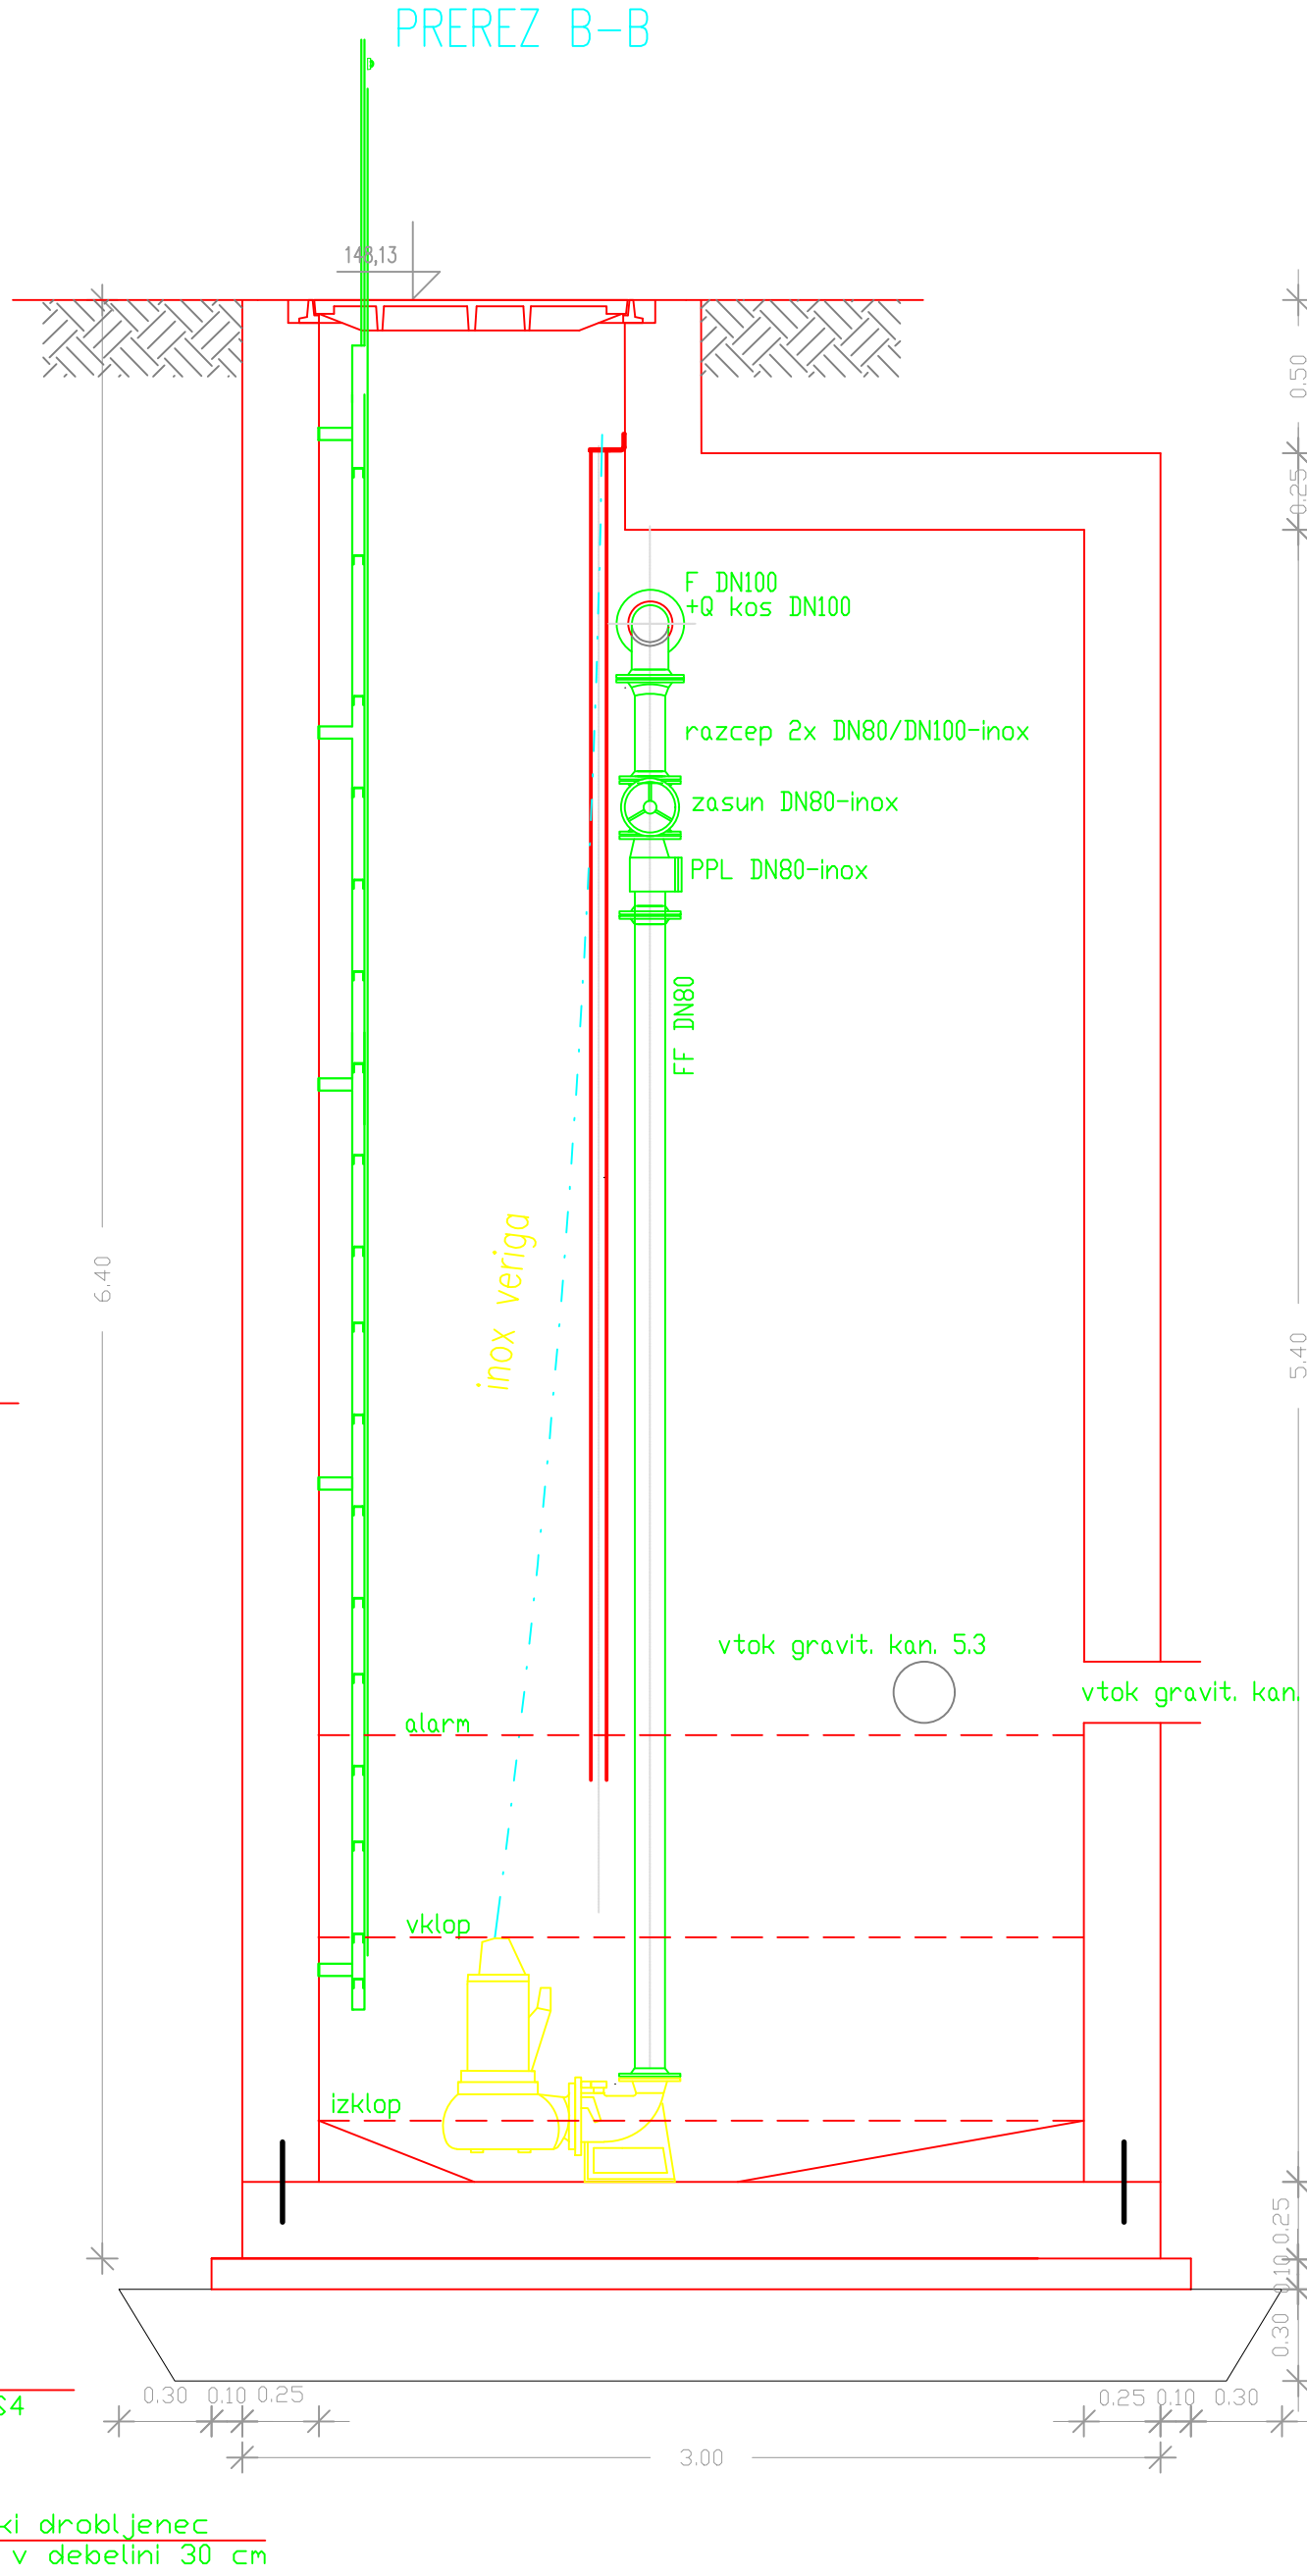 PREREZ B-B
148,13
0.50
0.25
F DN100
+Q kos DN100
razcep 2x DN80/DN100-inox
zasun DN80-inox
PPL DN80-inox
FF DN80
inox veriga
6.40
5.40
vtok gravit. kan. 5.3
vtok gravit. kan.
alarm
vklop
izklop
0.25
0.10
0.30
0.30 0.10 0.25
0.25 0.10 0.30
S4
3.00
ki drobljenec
v debelini 30 cm